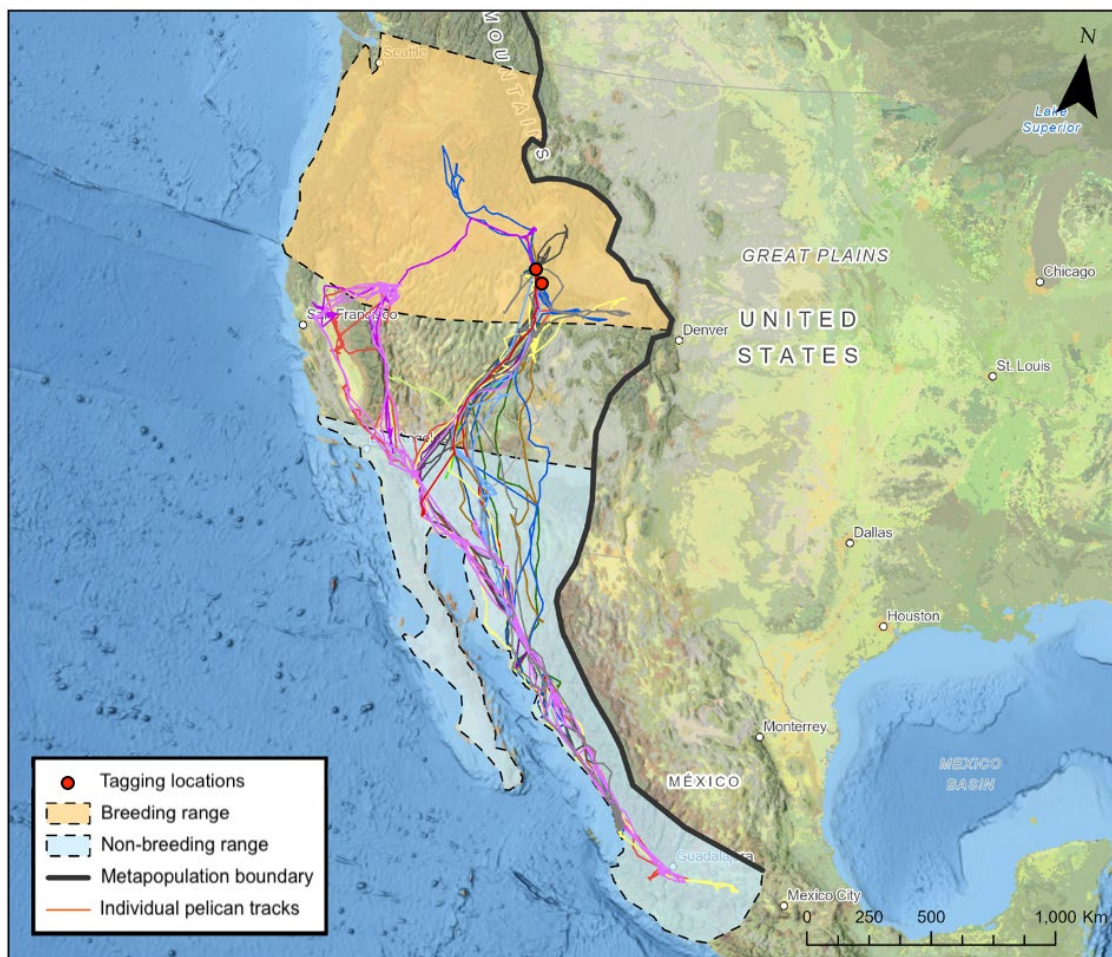 MOUNTAINS
Seattle
N
Lake
Superior
GREAT PLAINS
Chicago
UNITED
STATES
San Francisco
Denver
St. Louis
Dallas
Houston
Monterrey
MÉXICO
MEXICO
BASIN
Guadalajara
Mexico City
0 250 500 1,000 Km
Tagging locations
Breeding range
Non-breeding range
Metapopulation boundary
Individual pelican tracks